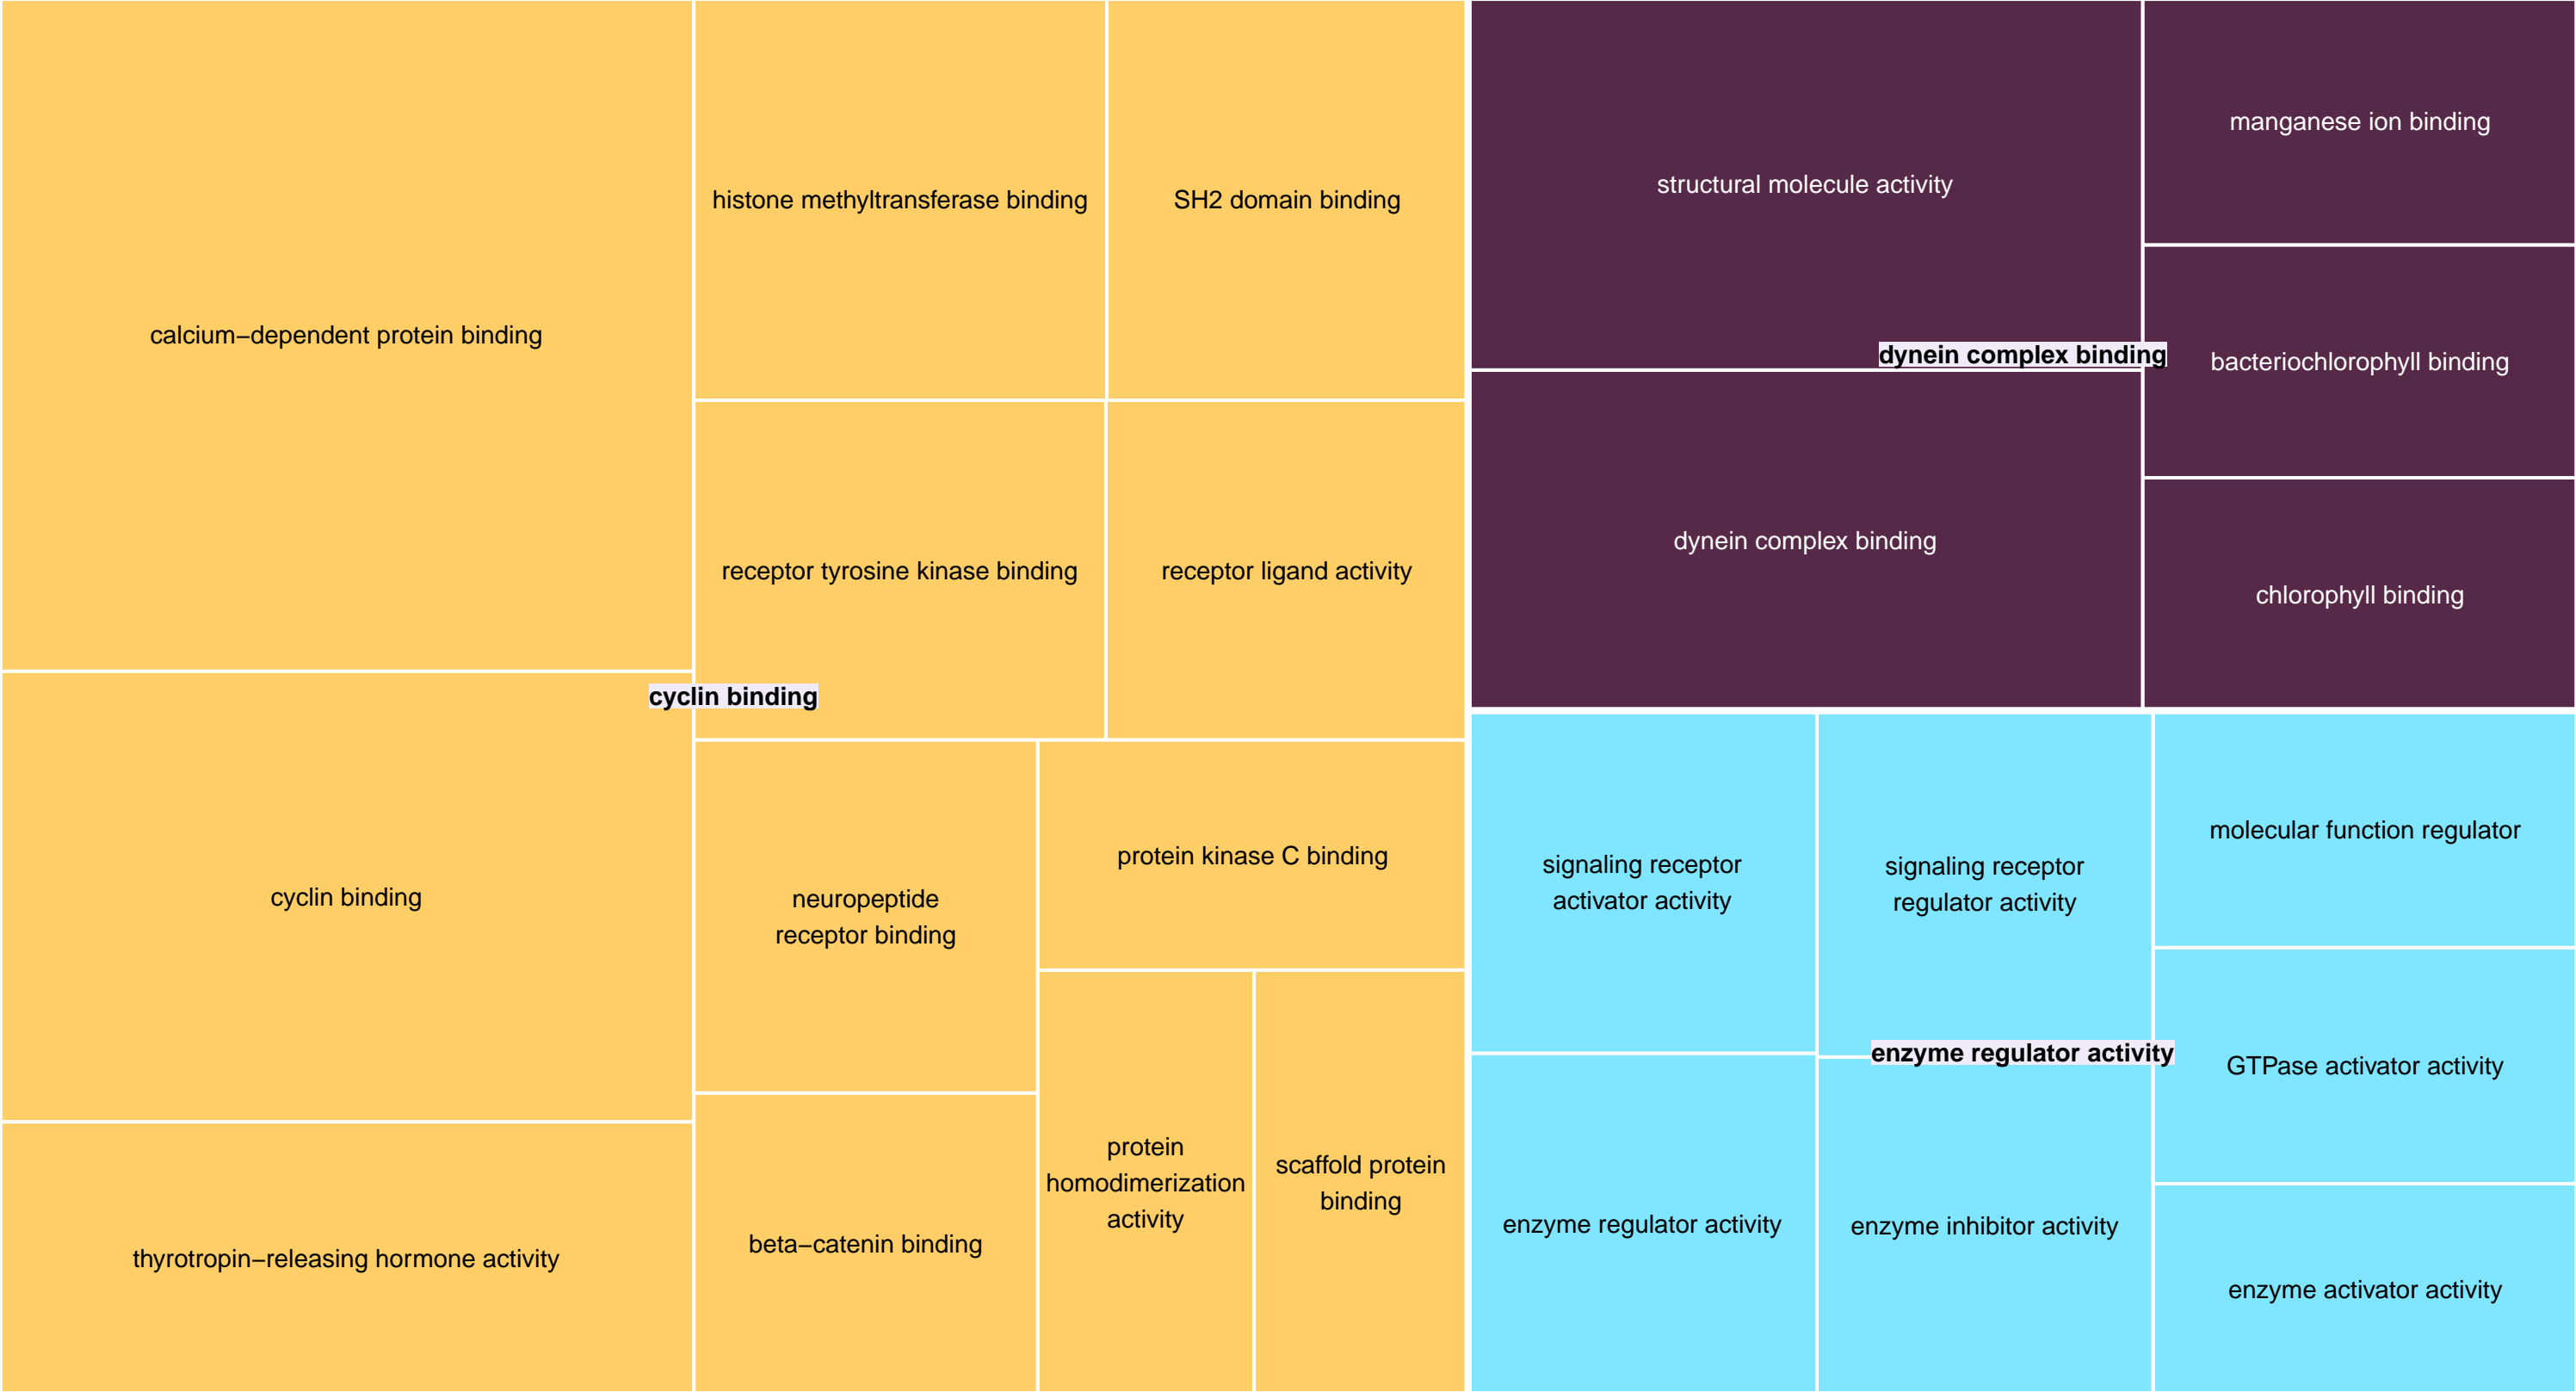 calcium−dependent protein binding
cyclin binding
thyrotropin−releasing hormone activity
histone methyltransferase binding
SH2 domain binding
receptor tyrosine kinase binding
receptor ligand activity
cyclin binding
neuropeptide
receptor binding
beta−catenin binding
protein kinase C binding
protein
homodimerization
activity
scaffold protein
binding
structural molecule activity
dynein complex binding
dynein complex binding
manganese ion binding
bacteriochlorophyll binding
chlorophyll binding
signaling receptor
activator activity
signaling receptor
regulator activity
enzyme regulator activity
enzyme regulator activity
enzyme inhibitor activity
molecular function regulator
GTPase activator activity
enzyme activator activity